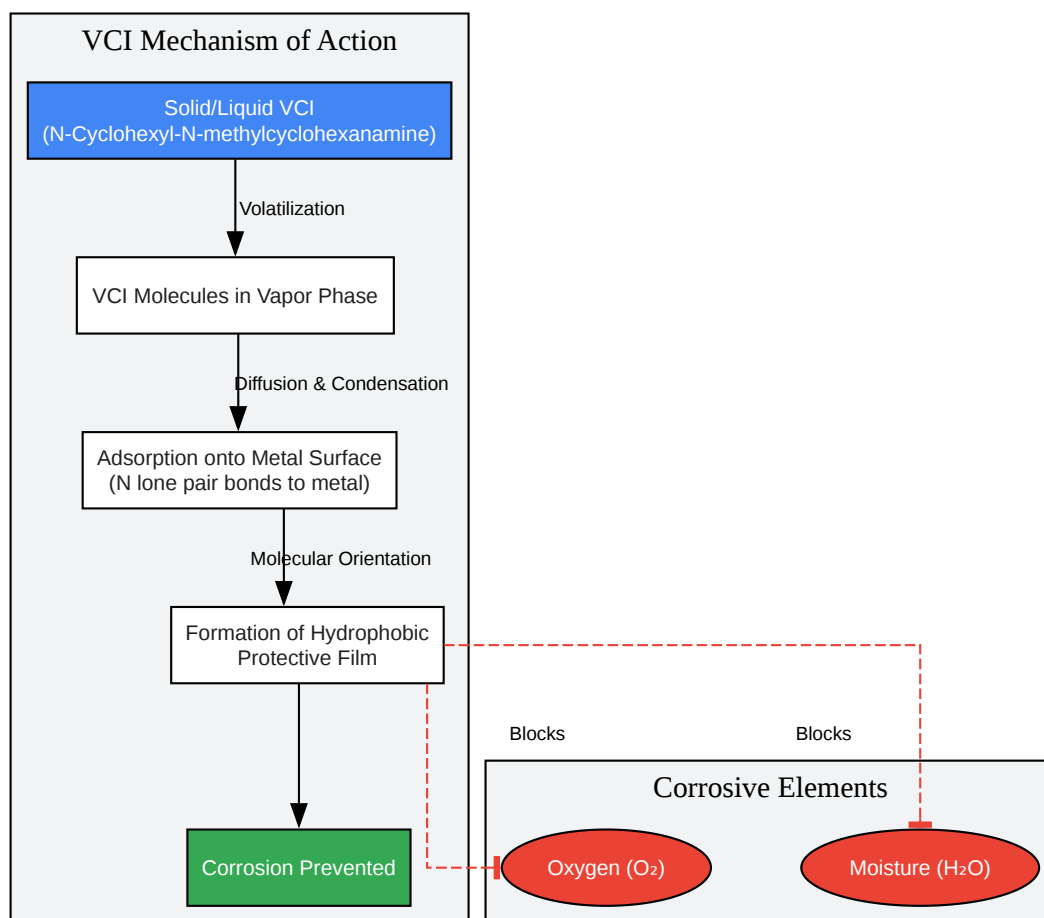 VCI Mechanism of Action
Solid/Liquid VCI
(N-Cyclohexyl-N-methylcyclohexanamine)
Volatilization
VCI Molecules in Vapor Phase
Diffusion & Condensation
Adsorption onto Metal Surface
(N lone pair bonds to metal)
Molecular Orientation
Formation of Hydrophobic
Protective Film
Blocks
Blocks
Corrosive Elements
Corrosion Prevented
Oxygen (O₂)
Moisture (H₂O)